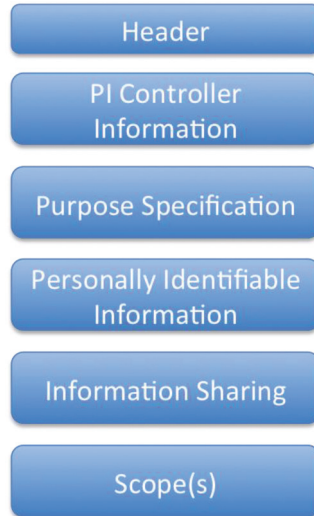 Header
PI Controller
Information
Purpose Specification
Personally Identifiable
Information
Information Sharing
Scope(s)